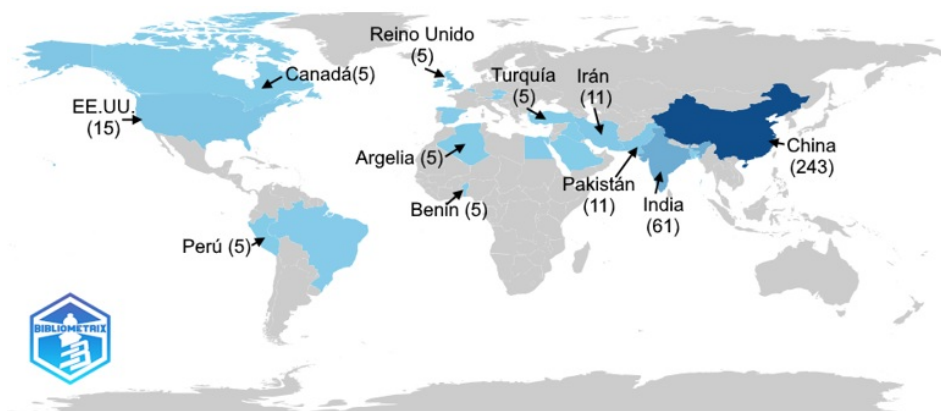 Reino Unido
(5)
Canadá(5)
Turquía
(5)
Irán
(11)
EE.UU.
(15)
Argelia (5)
China
(243)
Benín (5)
Pakistán
(11)
India
(61)
Perú (5)
BIBLIOMETRIX